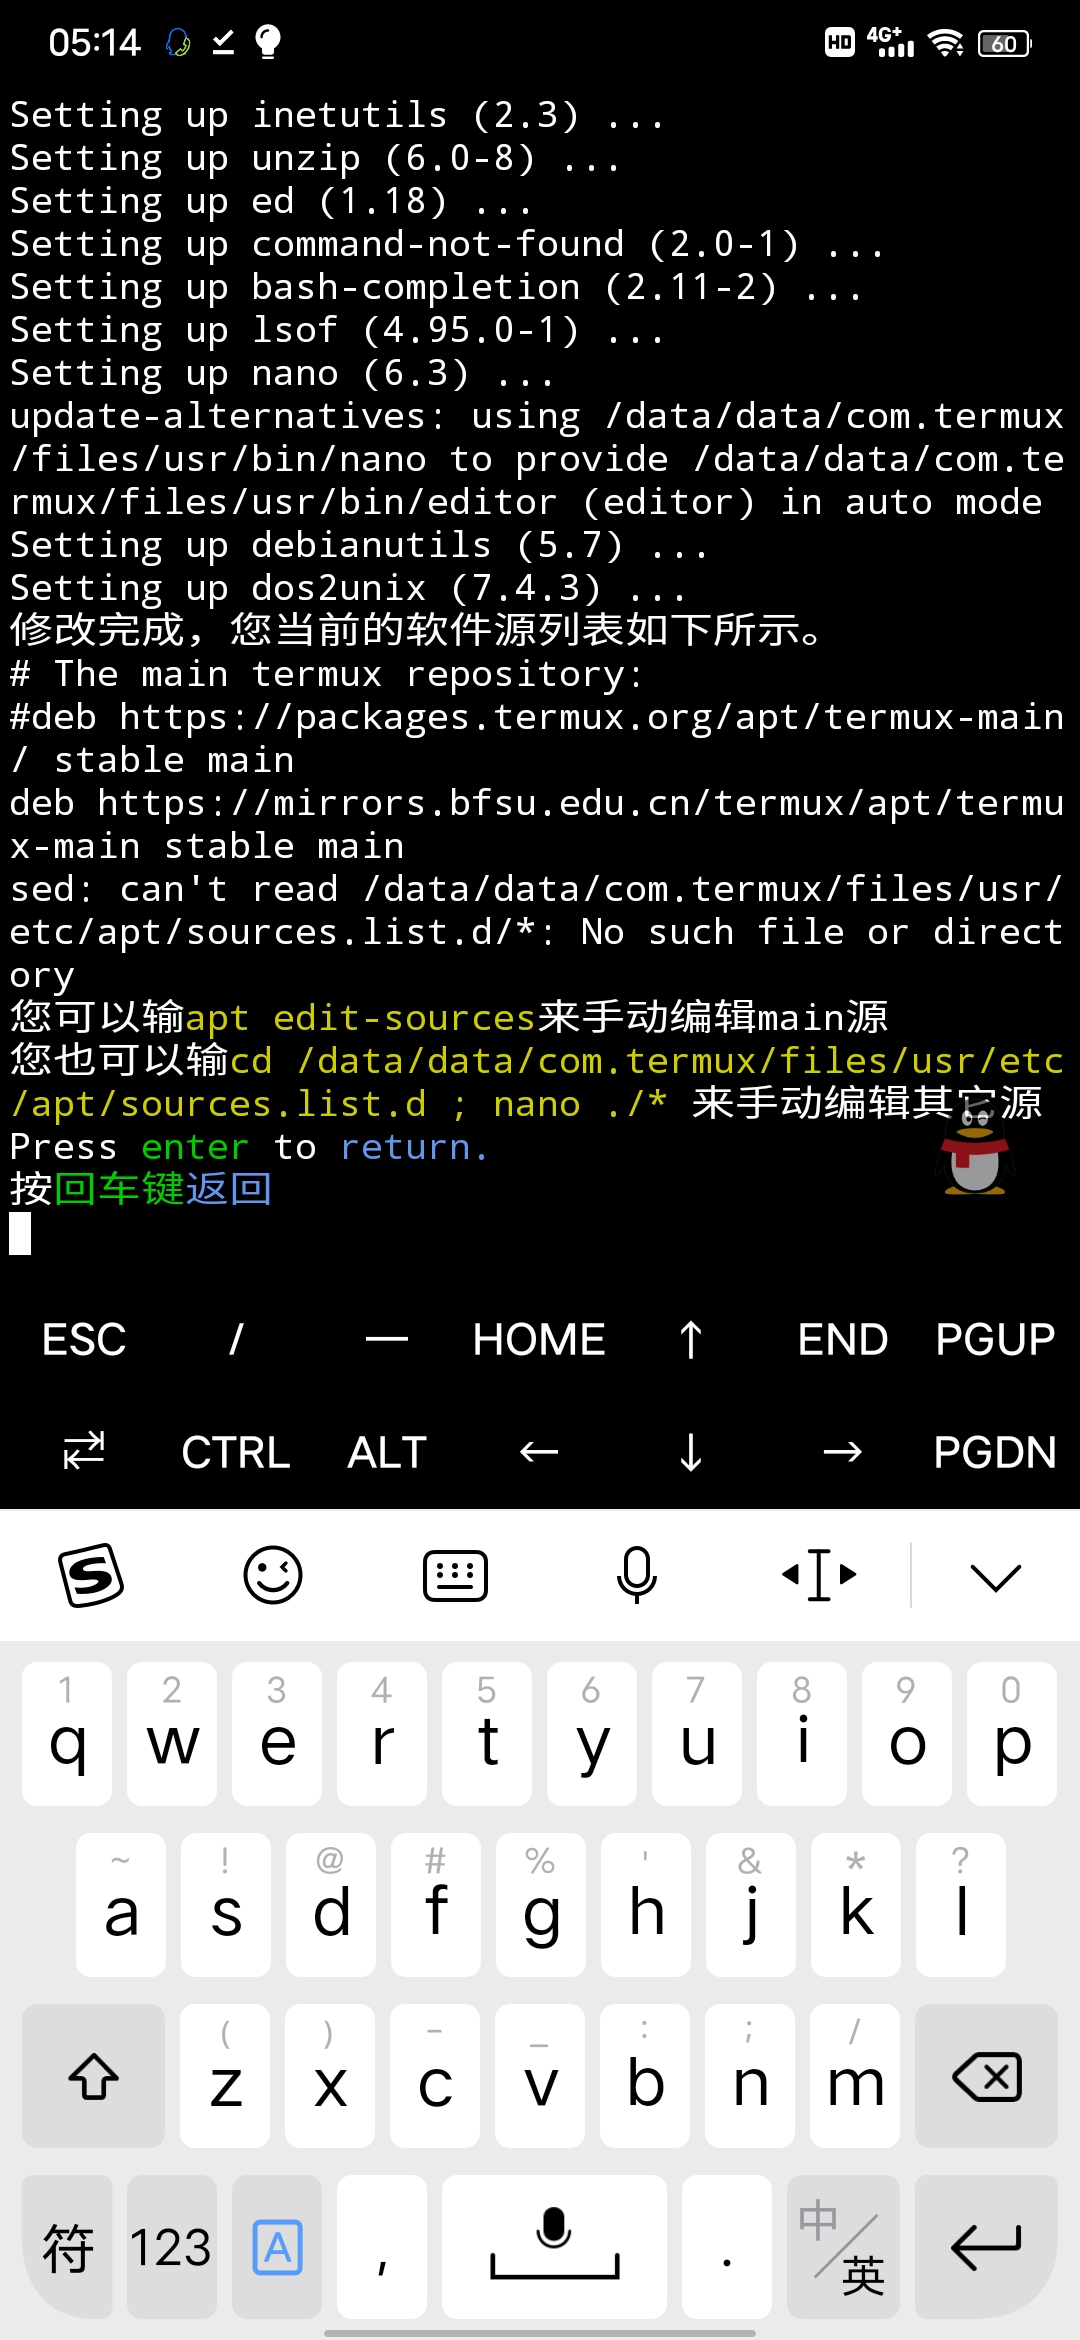 05:14
HD 4G+ 60
Setting up inetutils (2.3) ...
Setting up unzip (6.0-8) ...
Setting up ed (1.18) ...
Setting up command-not-found (2.0-1) ...
Setting up bash-completion (2.11-2) ...
Setting up lsof (4.95.0-1) ...
Setting up nano (6.3) ...
update-alternatives: using /data/data/com.termux
/files/usr/bin/nano to provide /data/data/com.te
rmux/files/usr/bin/editor (editor) in auto mode
Setting up debianutils (5.7) ...
Setting up dos2unix (7.4.3) ...
修改完成，您当前的软件源列表如下所示。
# The main termux repository:
#deb https://packages.termux.org/apt/termux-main
/ stable main
deb https://mirrors.bfsu.edu.cn/termux/apt/termu
x-main stable main
sed: can't read /data/data/com.termux/files/usr/
etc/apt/sources.list.d/*: No such file or direct
ory
您可以输apt edit-sources来手动编辑main源
您也可以输cd /data/data/com.termux/files/usr/etc
/apt/sources.list.d ; nano ./* 来手动编辑其它源
Press enter to return.
按回车键返回
ESC / — HOME ↑ END PGUP
CTRL ALT ← ↓ → PGDN
S
1 2 3 4 5 6 7 8 9 0
q w e r t y u i o p
~ ! @ # % ' & * ?
a s d f g h j k l
( ) - _ : ; /
z x c v b n m
符 123 A , . 中/英